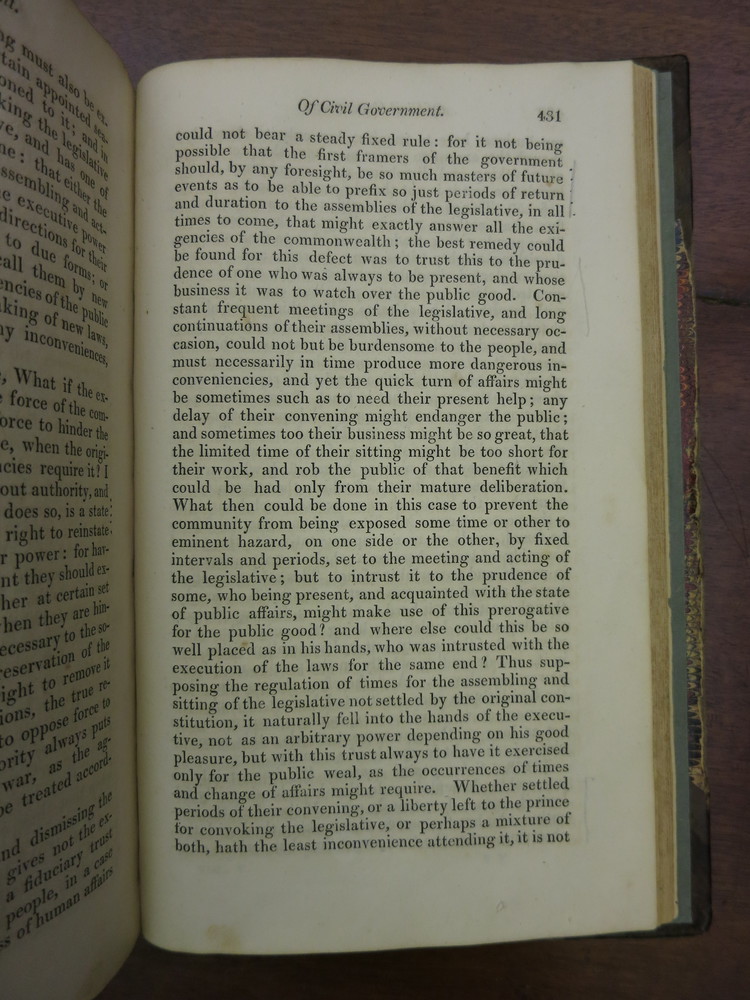 d.
ng must also be ex-
tain appointed sea-
oned to it; and in
king the legislative
ve, and has one of
ne: that either the
ssembling and act-
e executive power
directions for their
to due forms; or
call them by new
encies of the public
aking of new laws,
ny inconveniences,
, What if the ex-
e force of the com-
orce to hinder the
e, when the origi-
cies require it? I
out authority, and
does so, is a state
right to reinstate
r power: for hav-
nt they should ex-
her at certain set
when they are hin-
ecessary to the so-
reservation of the
ight to remove it
ions, the true re-
to oppose force to
ority always puts
war, as the ag-
be treated accord-
nd dismissing the
gives not the ex-
a fiduciary trust
people, in a case
ss of human affairs
Of Civil Government. 431
could not bear a steady fixed rule: for it not being
possible that the first framers of the government
should, by any foresight, be so much masters of future
events as to be able to prefix so just periods of return
and duration to the assemblies of the legislative, in all
times to come, that might exactly answer all the exi-
gencies of the commonwealth; the best remedy could
be found for this defect was to trust this to the pru-
dence of one who was always to be present, and whose
business it was to watch over the public good. Con-
stant frequent meetings of the legislative, and long
continuations of their assemblies, without necessary oc-
casion, could not but be burdensome to the people, and
must necessarily in time produce more dangerous in-
conveniencies, and yet the quick turn of affairs might
be sometimes such as to need their present help; any
delay of their convening might endanger the public;
and sometimes too their business might be so great, that
the limited time of their sitting might be too short for
their work, and rob the public of that benefit which
could be had only from their mature deliberation.
What then could be done in this case to prevent the
community from being exposed some time or other to
eminent hazard, on one side or the other, by fixed
intervals and periods, set to the meeting and acting of
the legislative; but to intrust it to the prudence of
some, who being present, and acquainted with the state
of public affairs, might make use of this prerogative
for the public good? and where else could this be so
well placed as in his hands, who was intrusted with the
execution of the laws for the same end? Thus sup-
posing the regulation of times for the assembling and
sitting of the legislative not settled by the original con-
stitution, it naturally fell into the hands of the execu-
tive, not as an arbitrary power depending on his good
pleasure, but with this trust always to have it exercised
only for the public weal, as the occurrences of times
and change of affairs might require. Whether settled
periods of their convening, or a liberty left to the prince
for convoking the legislative, or perhaps a mixture of
both, hath the least inconvenience attending it, it is not